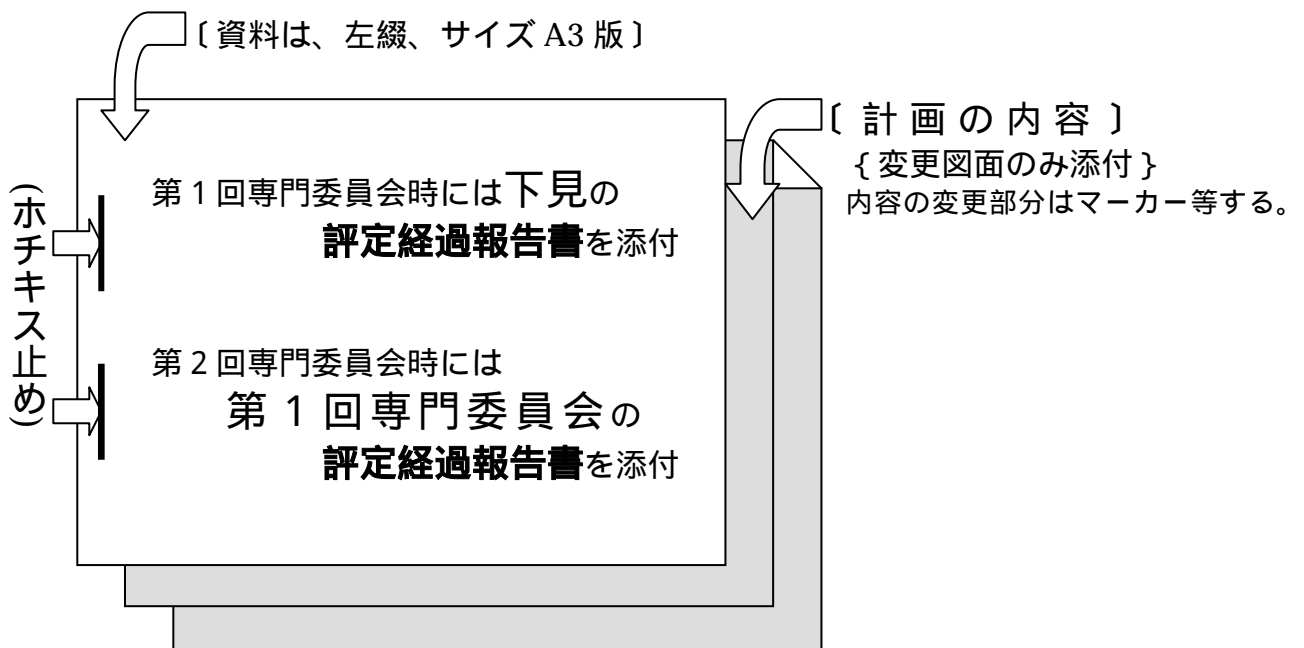 〔資料は、左綴、サイズ A3 版〕
〔計画の内容〕
{変更図面のみ添付}
内容の変更部分はマーカー等する。
(ホチキス止め)
第1回専門委員会時には下見の
評定経過報告書を添付
第2回専門委員会時には
第1回専門委員会の
評定経過報告書を添付